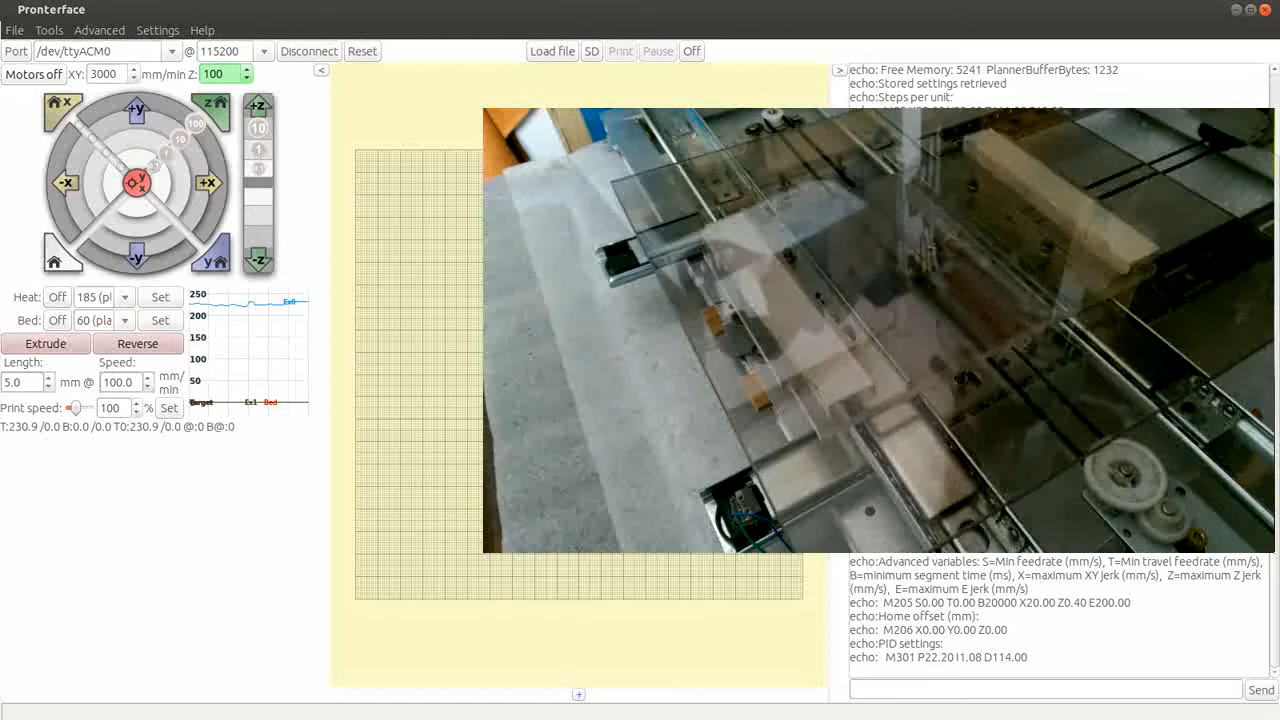 Pronterface
File Tools Advanced Settings Help
Port /dev/ttyACM0 @ 115200 Disconnect Reset Load file SD Print Pause Off
Motors off XY: 3000 mm/min Z: 100
< >
x +y z +z
100
10 10
1 1
-x y x +x
-y y -z
Heat: Off 185 (pl Set
Bed: Off 60 (pla Set
Extrude Reverse
Length: Speed:
5.0 mm @ 100.0 mm/
min
Print speed: 100 % Set
T:230.9 /0.0 B:0.0 /0.0 T0:230.9 /0.0 @:0 B@:0
250
Ex0
200
150
100
50
Target Ex1 Bed
echo: Free Memory: 5241 PlannerBufferBytes: 1232
echo:Stored settings retrieved
echo:Steps per unit:
echo:Advanced variables: S=Min feedrate (mm/s), T=Min travel feedrate (mm/s),
B=minimum segment time (ms), X=maximum XY jerk (mm/s), Z=maximum Z jerk
(mm/s), E=maximum E jerk (mm/s)
echo: M205 S0.00 T0.00 B20000 X20.00 Z0.40 E200.00
echo:Home offset (mm):
echo: M206 X0.00 Y0.00 Z0.00
echo:PID settings:
echo: M301 P22.20 I1.08 D114.00
+
Send